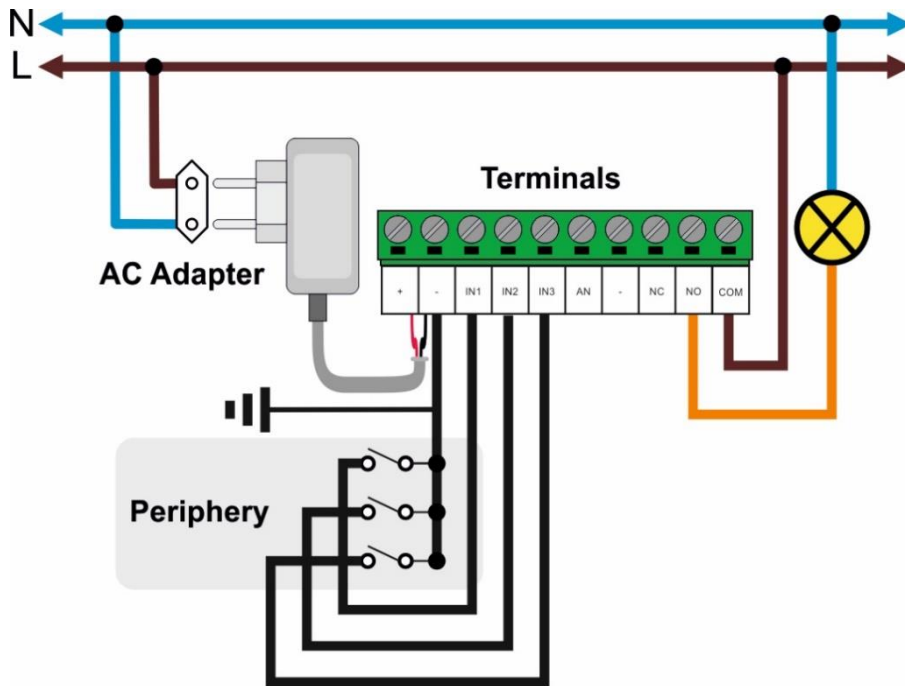 N
L
Terminals
AC Adapter
+ - IN1 IN2 IN3 AN - NC NO COM
Periphery